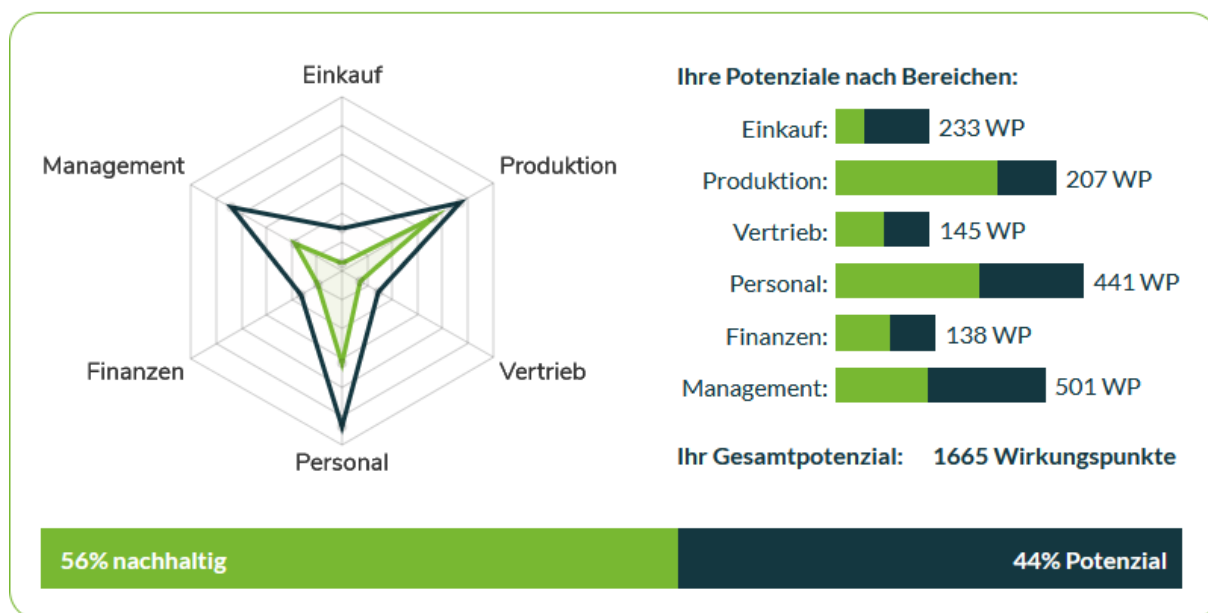 Einkauf
Management
Produktion
Finanzen
Vertrieb
Personal
Ihre Potenziale nach Bereichen:
Einkauf: 233 WP
Produktion: 207 WP
Vertrieb: 145 WP
Personal: 441 WP
Finanzen: 138 WP
Management: 501 WP
Ihr Gesamtpotenzial: 1665 Wirkungspunkte
56% nachhaltig 44% Potenzial